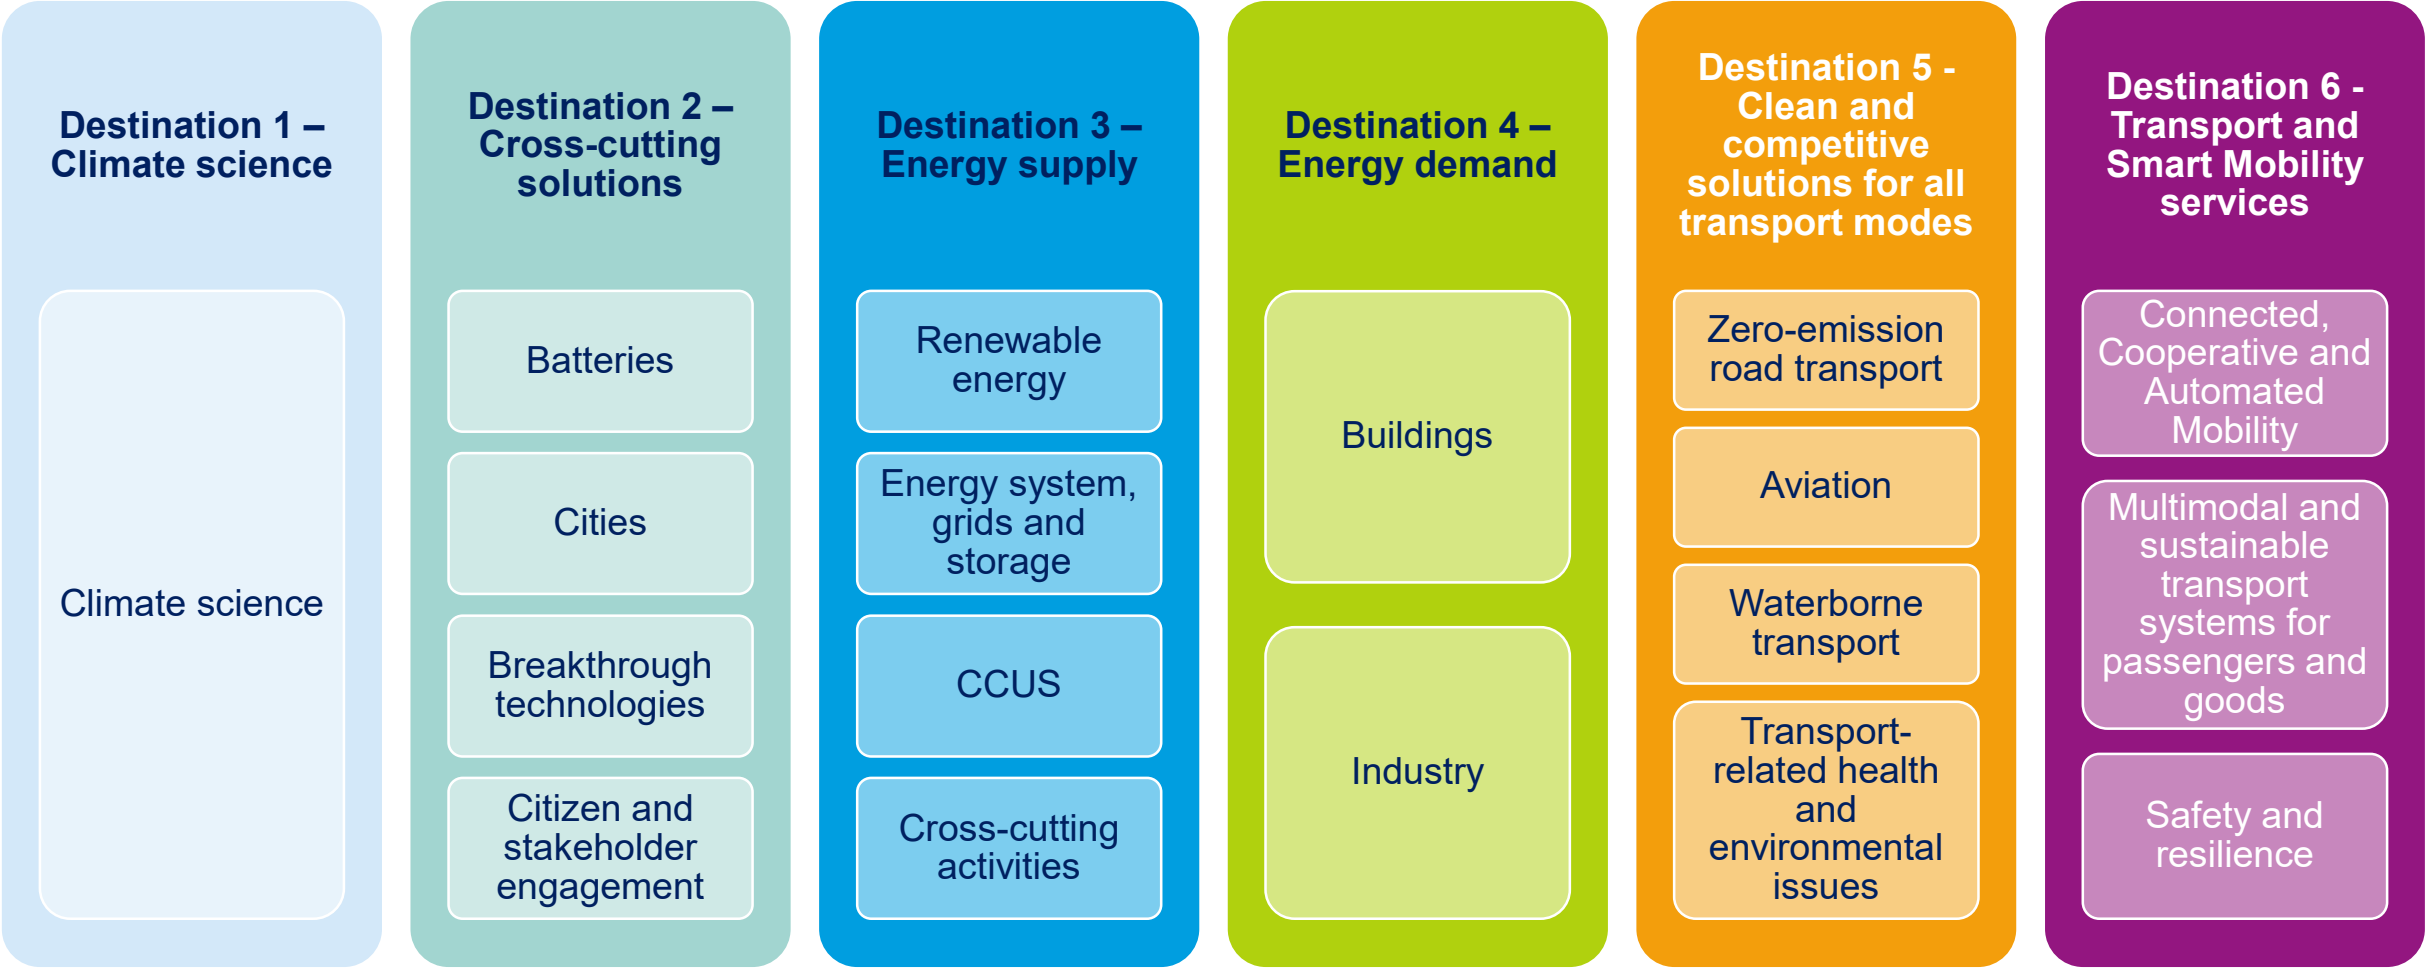 Destination 1 –
Climate science
Climate science
Destination 2 –
Cross-cutting
solutions
Batteries
Cities
Breakthrough
technologies
Citizen and
stakeholder
engagement
Destination 3 –
Energy supply
Renewable
energy
Energy system,
grids and
storage
CCUS
Cross-cutting
activities
Destination 4 –
Energy demand
Buildings
Industry
Destination 5 -
Clean and
competitive
solutions for all
transport modes
Zero-emission
road transport
Aviation
Waterborne
transport
Transport-
related health
and
environmental
issues
Destination 6 -
Transport and
Smart Mobility
services
Connected,
Cooperative and
Automated
Mobility
Multimodal and
sustainable
transport
systems for
passengers and
goods
Safety and
resilience